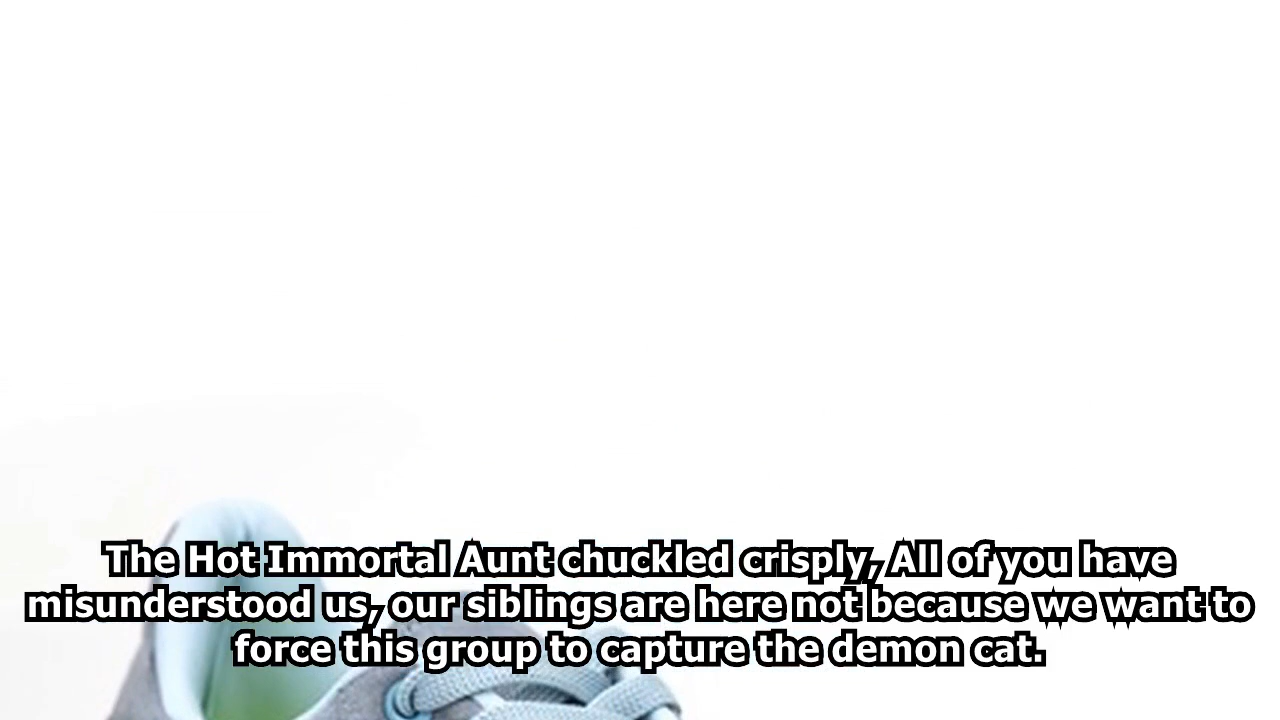 The Hot Immortal Aunt chuckled crisply, All of you have
misunderstood us, our siblings are here not because we want to
force this group to capture the demon cat.